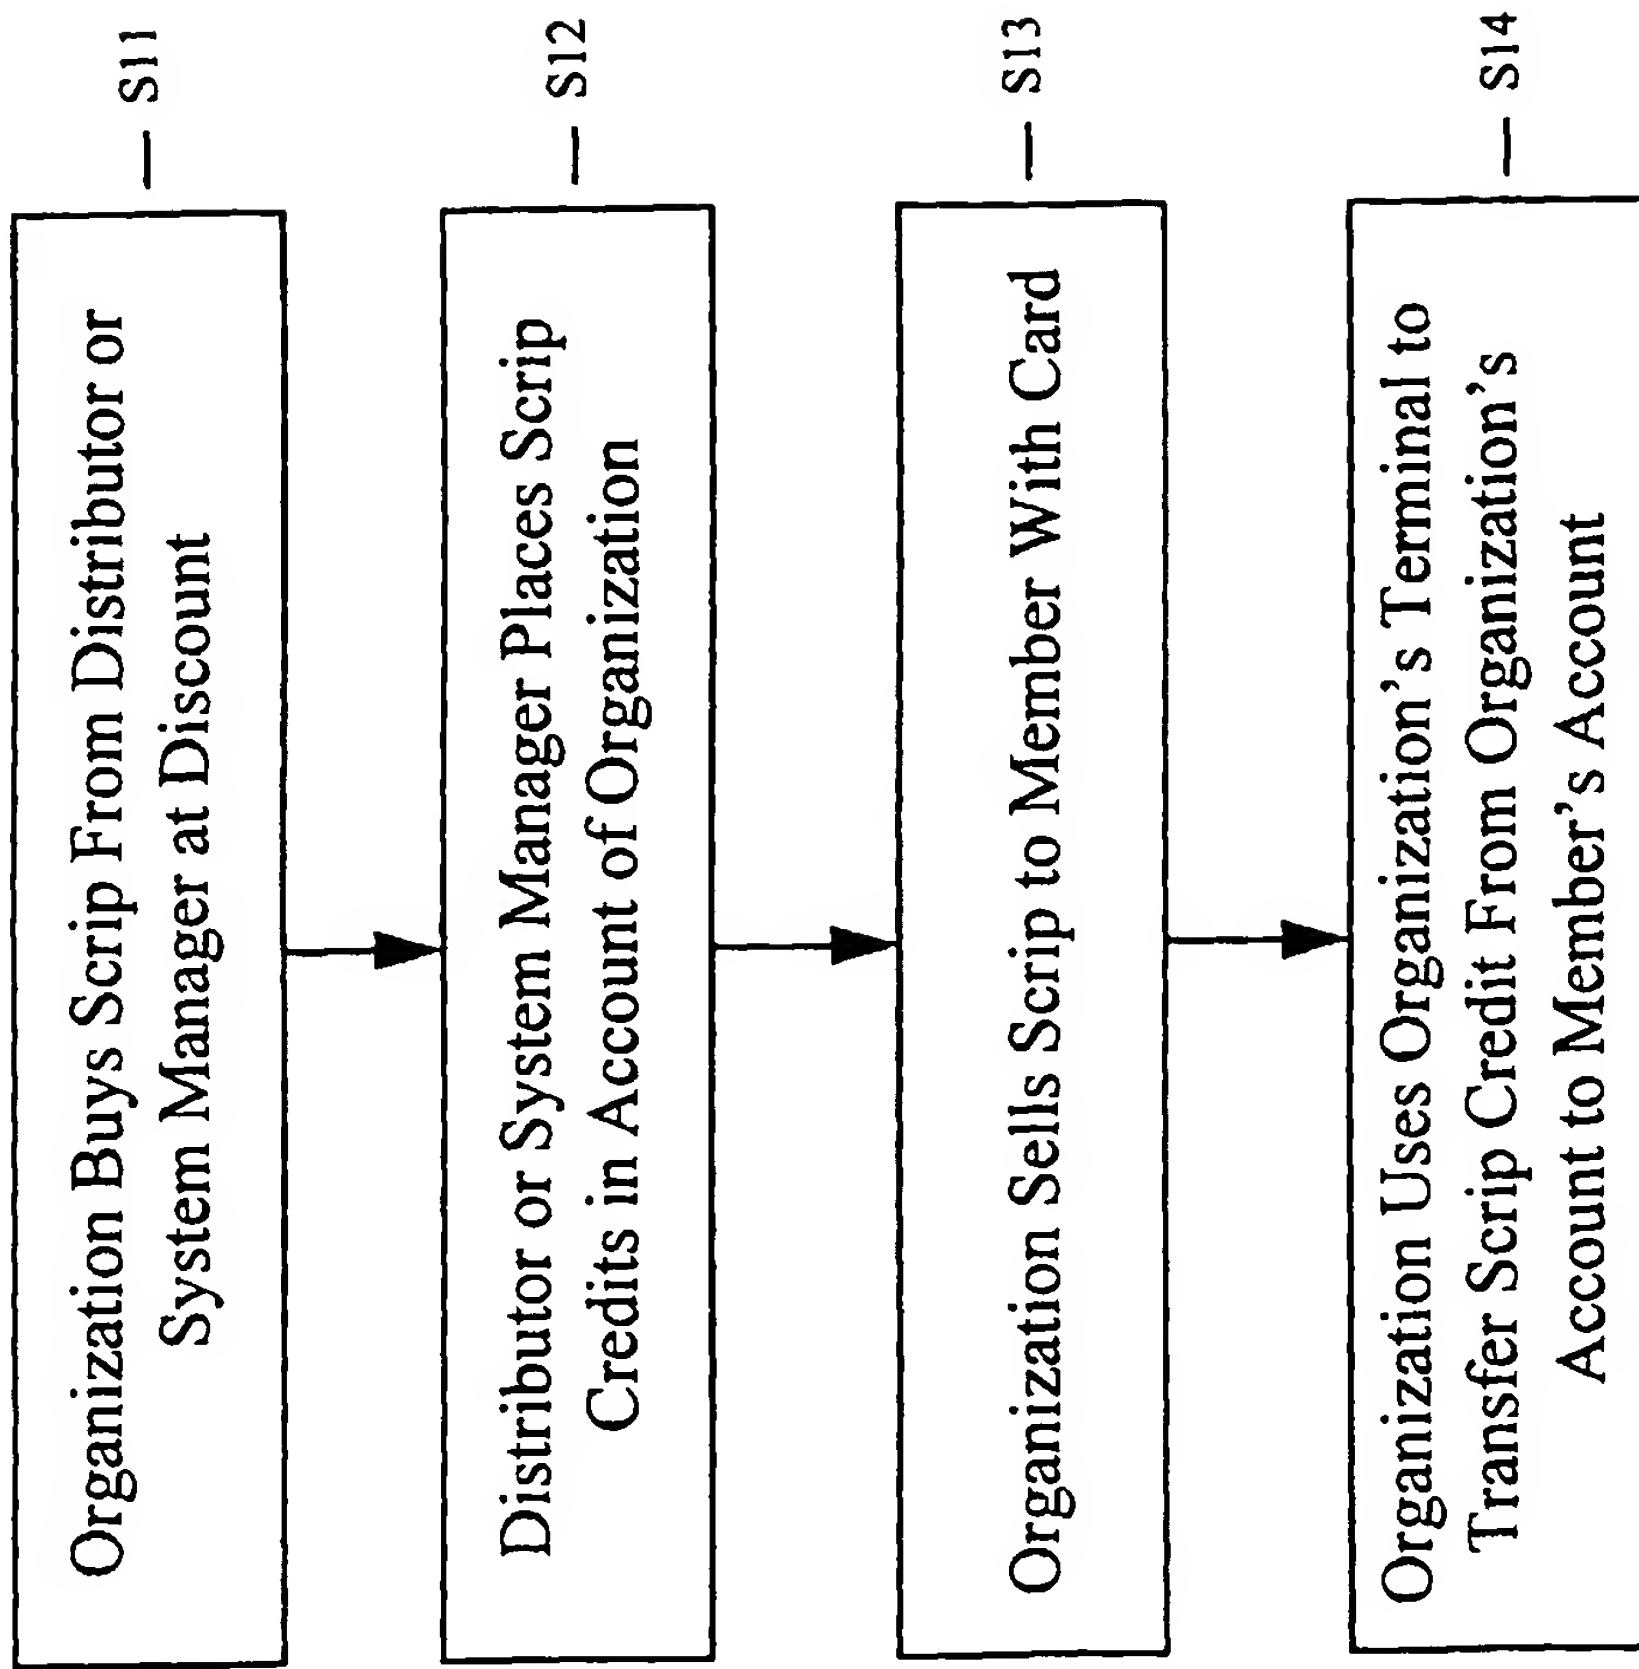 Organization Buys Scrip From Distributor or
System Manager at Discount
— S11
Distributor or System Manager Places Scrip
Credits in Account of Organization
— S12
Organization Sells Scrip to Member With Card
— S13
Organization Uses Organization's Terminal to
Transfer Scrip Credit From Organization's
Account to Member's Account
— S14